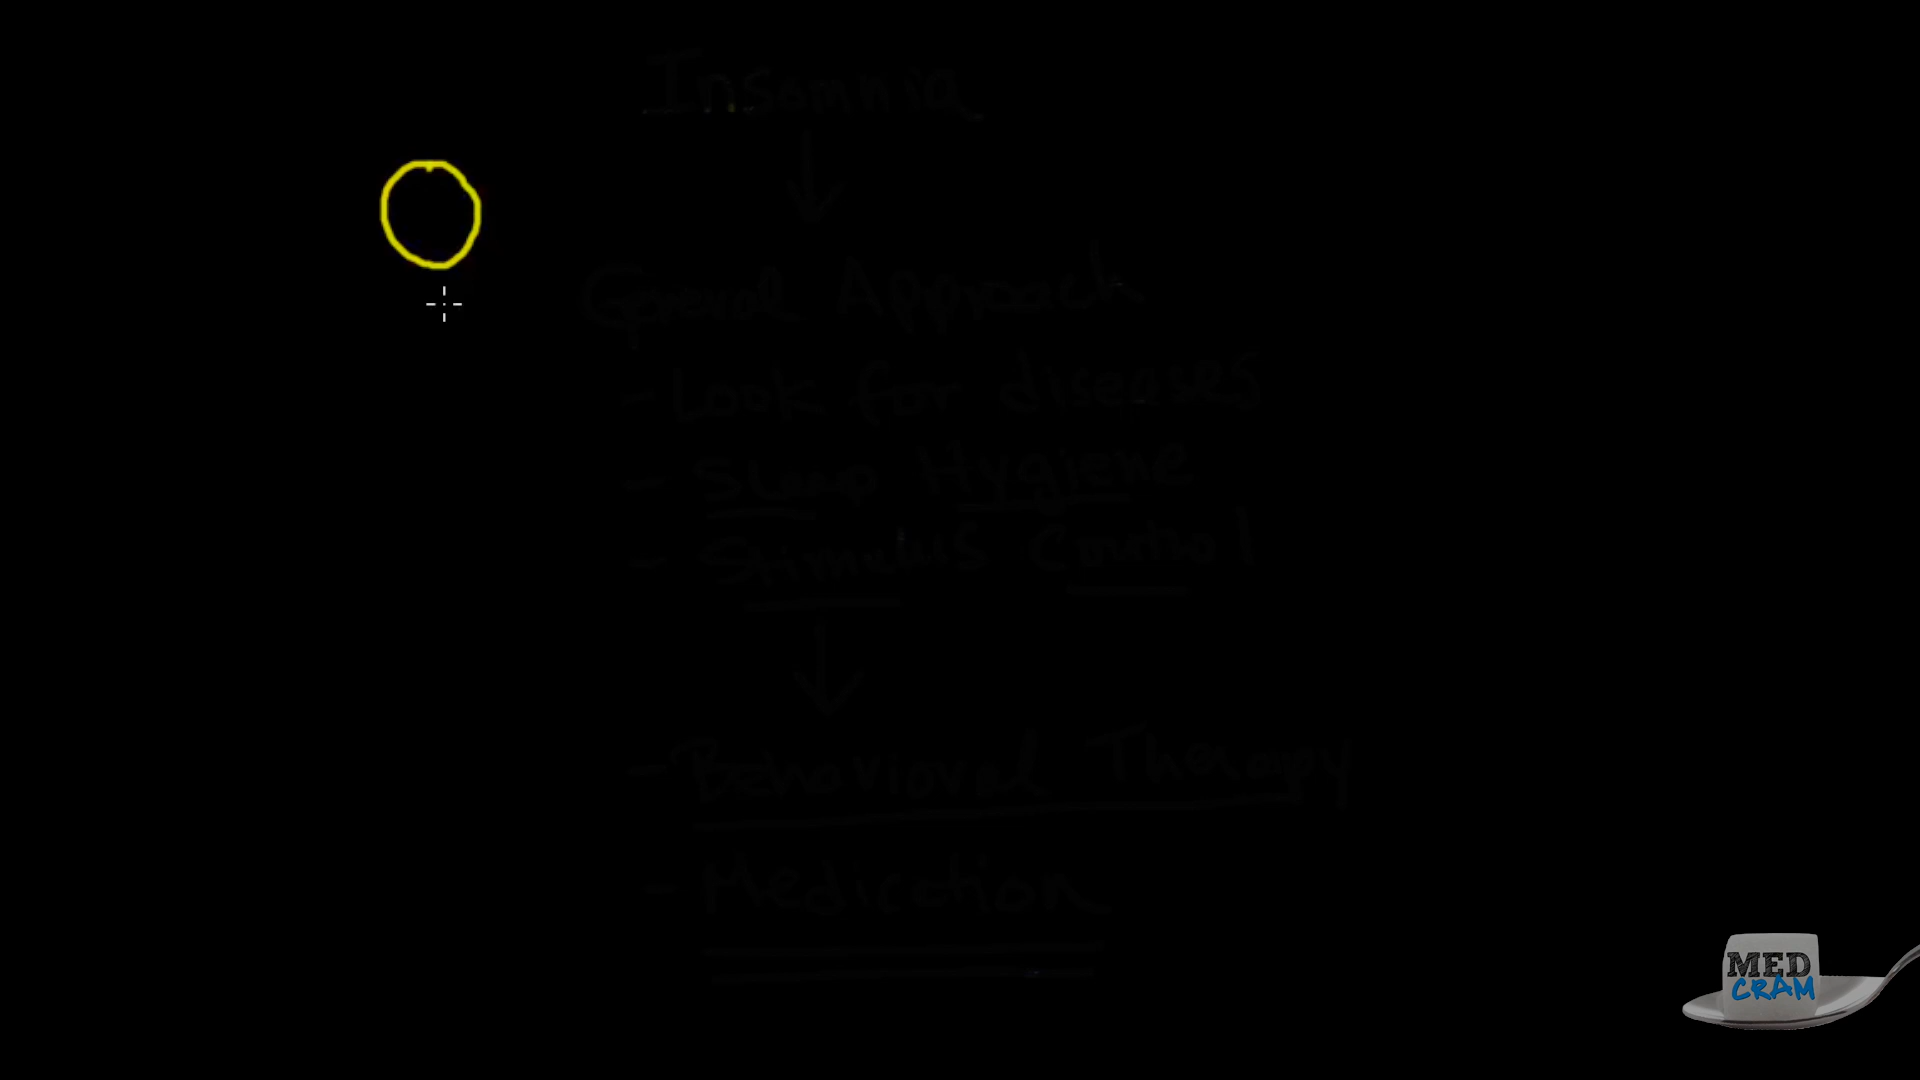 Insomnia
General Approach
- Look for diseases
- Sleep Hygiene
- Stimulus Control
- Behavioral Therapy
- Medication
MED
CRAM